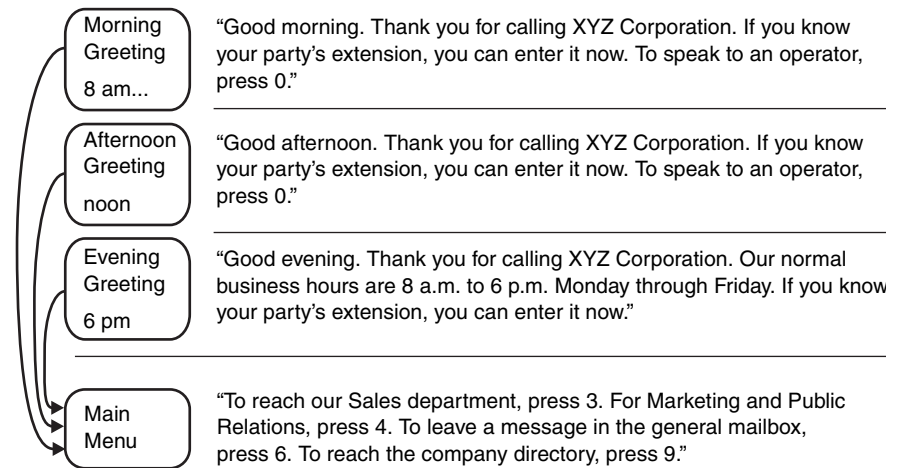 Morning
Greeting
8 am...
“Good morning. Thank you for calling XYZ Corporation. If you know
your party’s extension, you can enter it now. To speak to an operator,
press 0.”
Afternoon
Greeting
noon
“Good afternoon. Thank you for calling XYZ Corporation. If you know
your party’s extension, you can enter it now. To speak to an operator,
press 0.”
Evening
Greeting
6 pm
“Good evening. Thank you for calling XYZ Corporation. Our normal
business hours are 8 a.m. to 6 p.m. Monday through Friday. If you know
your party’s extension, you can enter it now.”
Main
Menu
“To reach our Sales department, press 3. For Marketing and Public
Relations, press 4. To leave a message in the general mailbox,
press 6. To reach the company directory, press 9.”